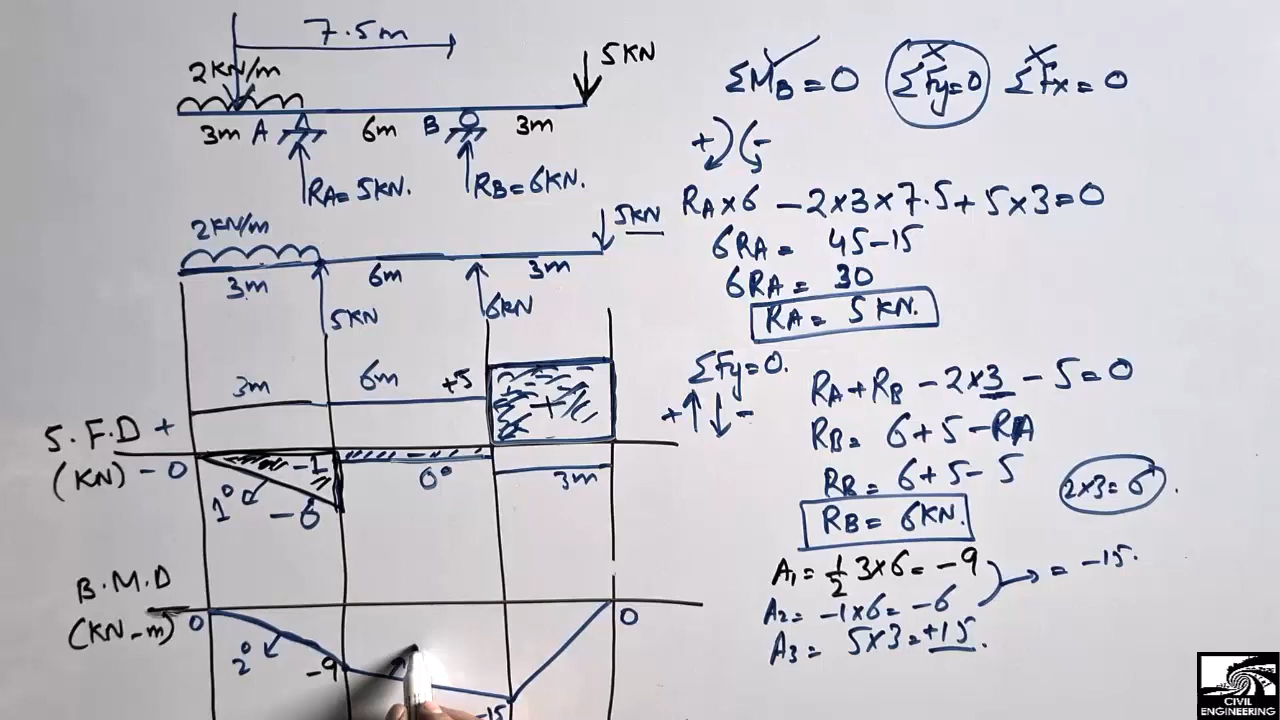 7.5m
5KN
2KN/m
3m A 6m B 3m
RA= 5KN. RB= 6KN.
2KN/m 5KN
3m 6m 3m
5KN 6KN
3m 6m +5 +
S.F.D +
(KN) - 0 -1
1° -6 0° 3m
B.M.D
(KN-m) 0 0
2° -9
-15
ΣMB=0 ΣFy=0 ΣFx=0
+ -
RA×6 -2×3×7.5+5×3=0
6RA= 45-15
6RA= 30
RA= 5KN.
ΣFy=0.
+ -
RA+RB-2×3-5=0
RB= 6+5-RA
RB= 6+5-5
2×3=6
RB= 6KN.
A1= 1/2 3×6= -9
A2= -1×6= -6
= -15.
A3= 5×3=+15.
CIVIL
ENGINEERING